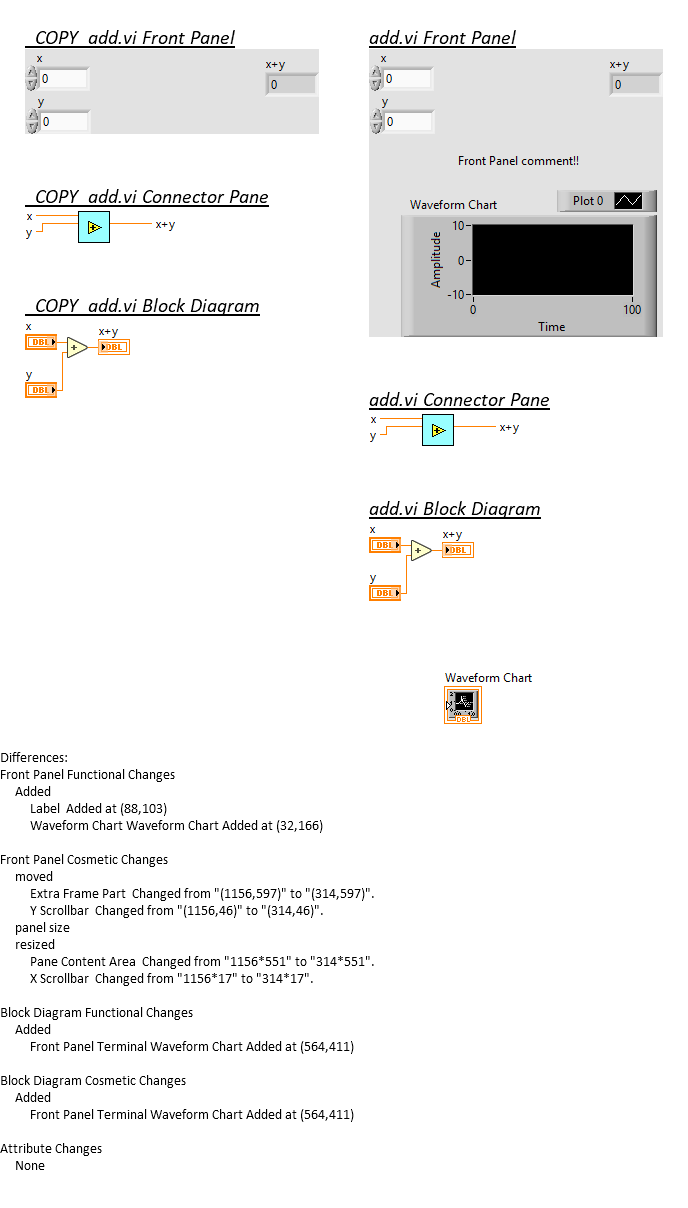 _COPY_add.vi Front Panel
x
0
x+y
0
y
0
_COPY_add.vi Connector Pane
x
y
x+y
_COPY_add.vi Block Diagram
x
DBL
x+y
DBL
y
DBL
add.vi Front Panel
x
0
x+y
0
y
0
Front Panel comment!!
Waveform Chart
Plot 0
Amplitude
10
0
-10
0
100
Time
add.vi Connector Pane
x
y
x+y
add.vi Block Diagram
x
DBL
x+y
DBL
y
DBL
Waveform Chart
DBL
Differences:
Front Panel Functional Changes
Added
Label  Added at (88,103)
Waveform Chart Waveform Chart Added at (32,166)
Front Panel Cosmetic Changes
moved
Extra Frame Part  Changed from "(1156,597)" to "(314,597)".
Y Scrollbar  Changed from "(1156,46)" to "(314,46)".
panel size
resized
Pane Content Area  Changed from "1156*551" to "314*551".
X Scrollbar  Changed from "1156*17" to "314*17".
Block Diagram Functional Changes
Added
Front Panel Terminal Waveform Chart Added at (564,411)
Block Diagram Cosmetic Changes
Added
Front Panel Terminal Waveform Chart Added at (564,411)
Attribute Changes
None